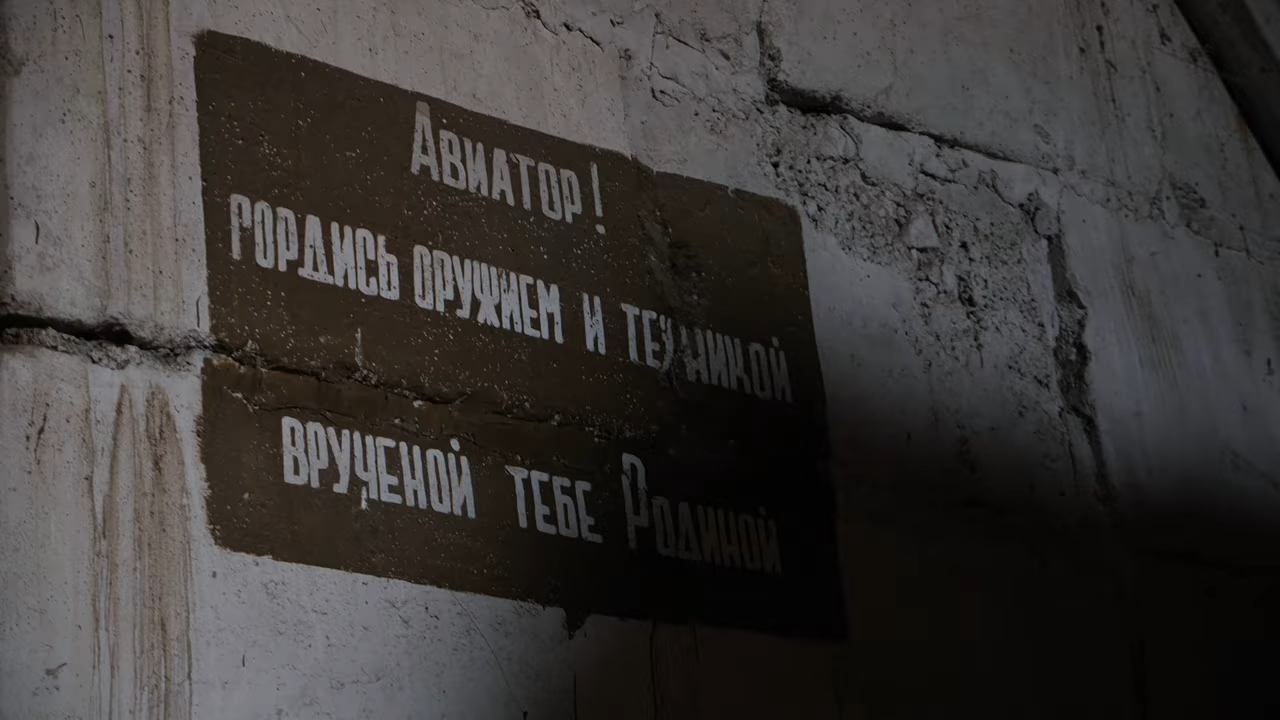 Авиатор!
гордись оружием и техникой
врученой тебе Родиной